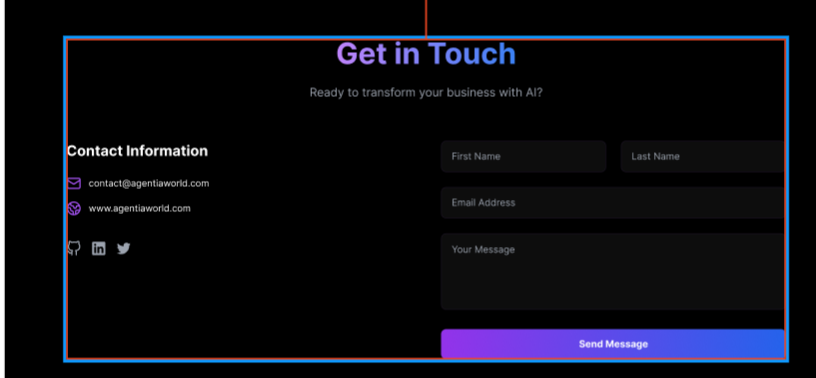 Get in Touch
Ready to transform your business with AI?
Contact Information
contact@agentiaworld.com
www.agentiaworld.com
First Name
Last Name
Email Address
Your Message
Send Message